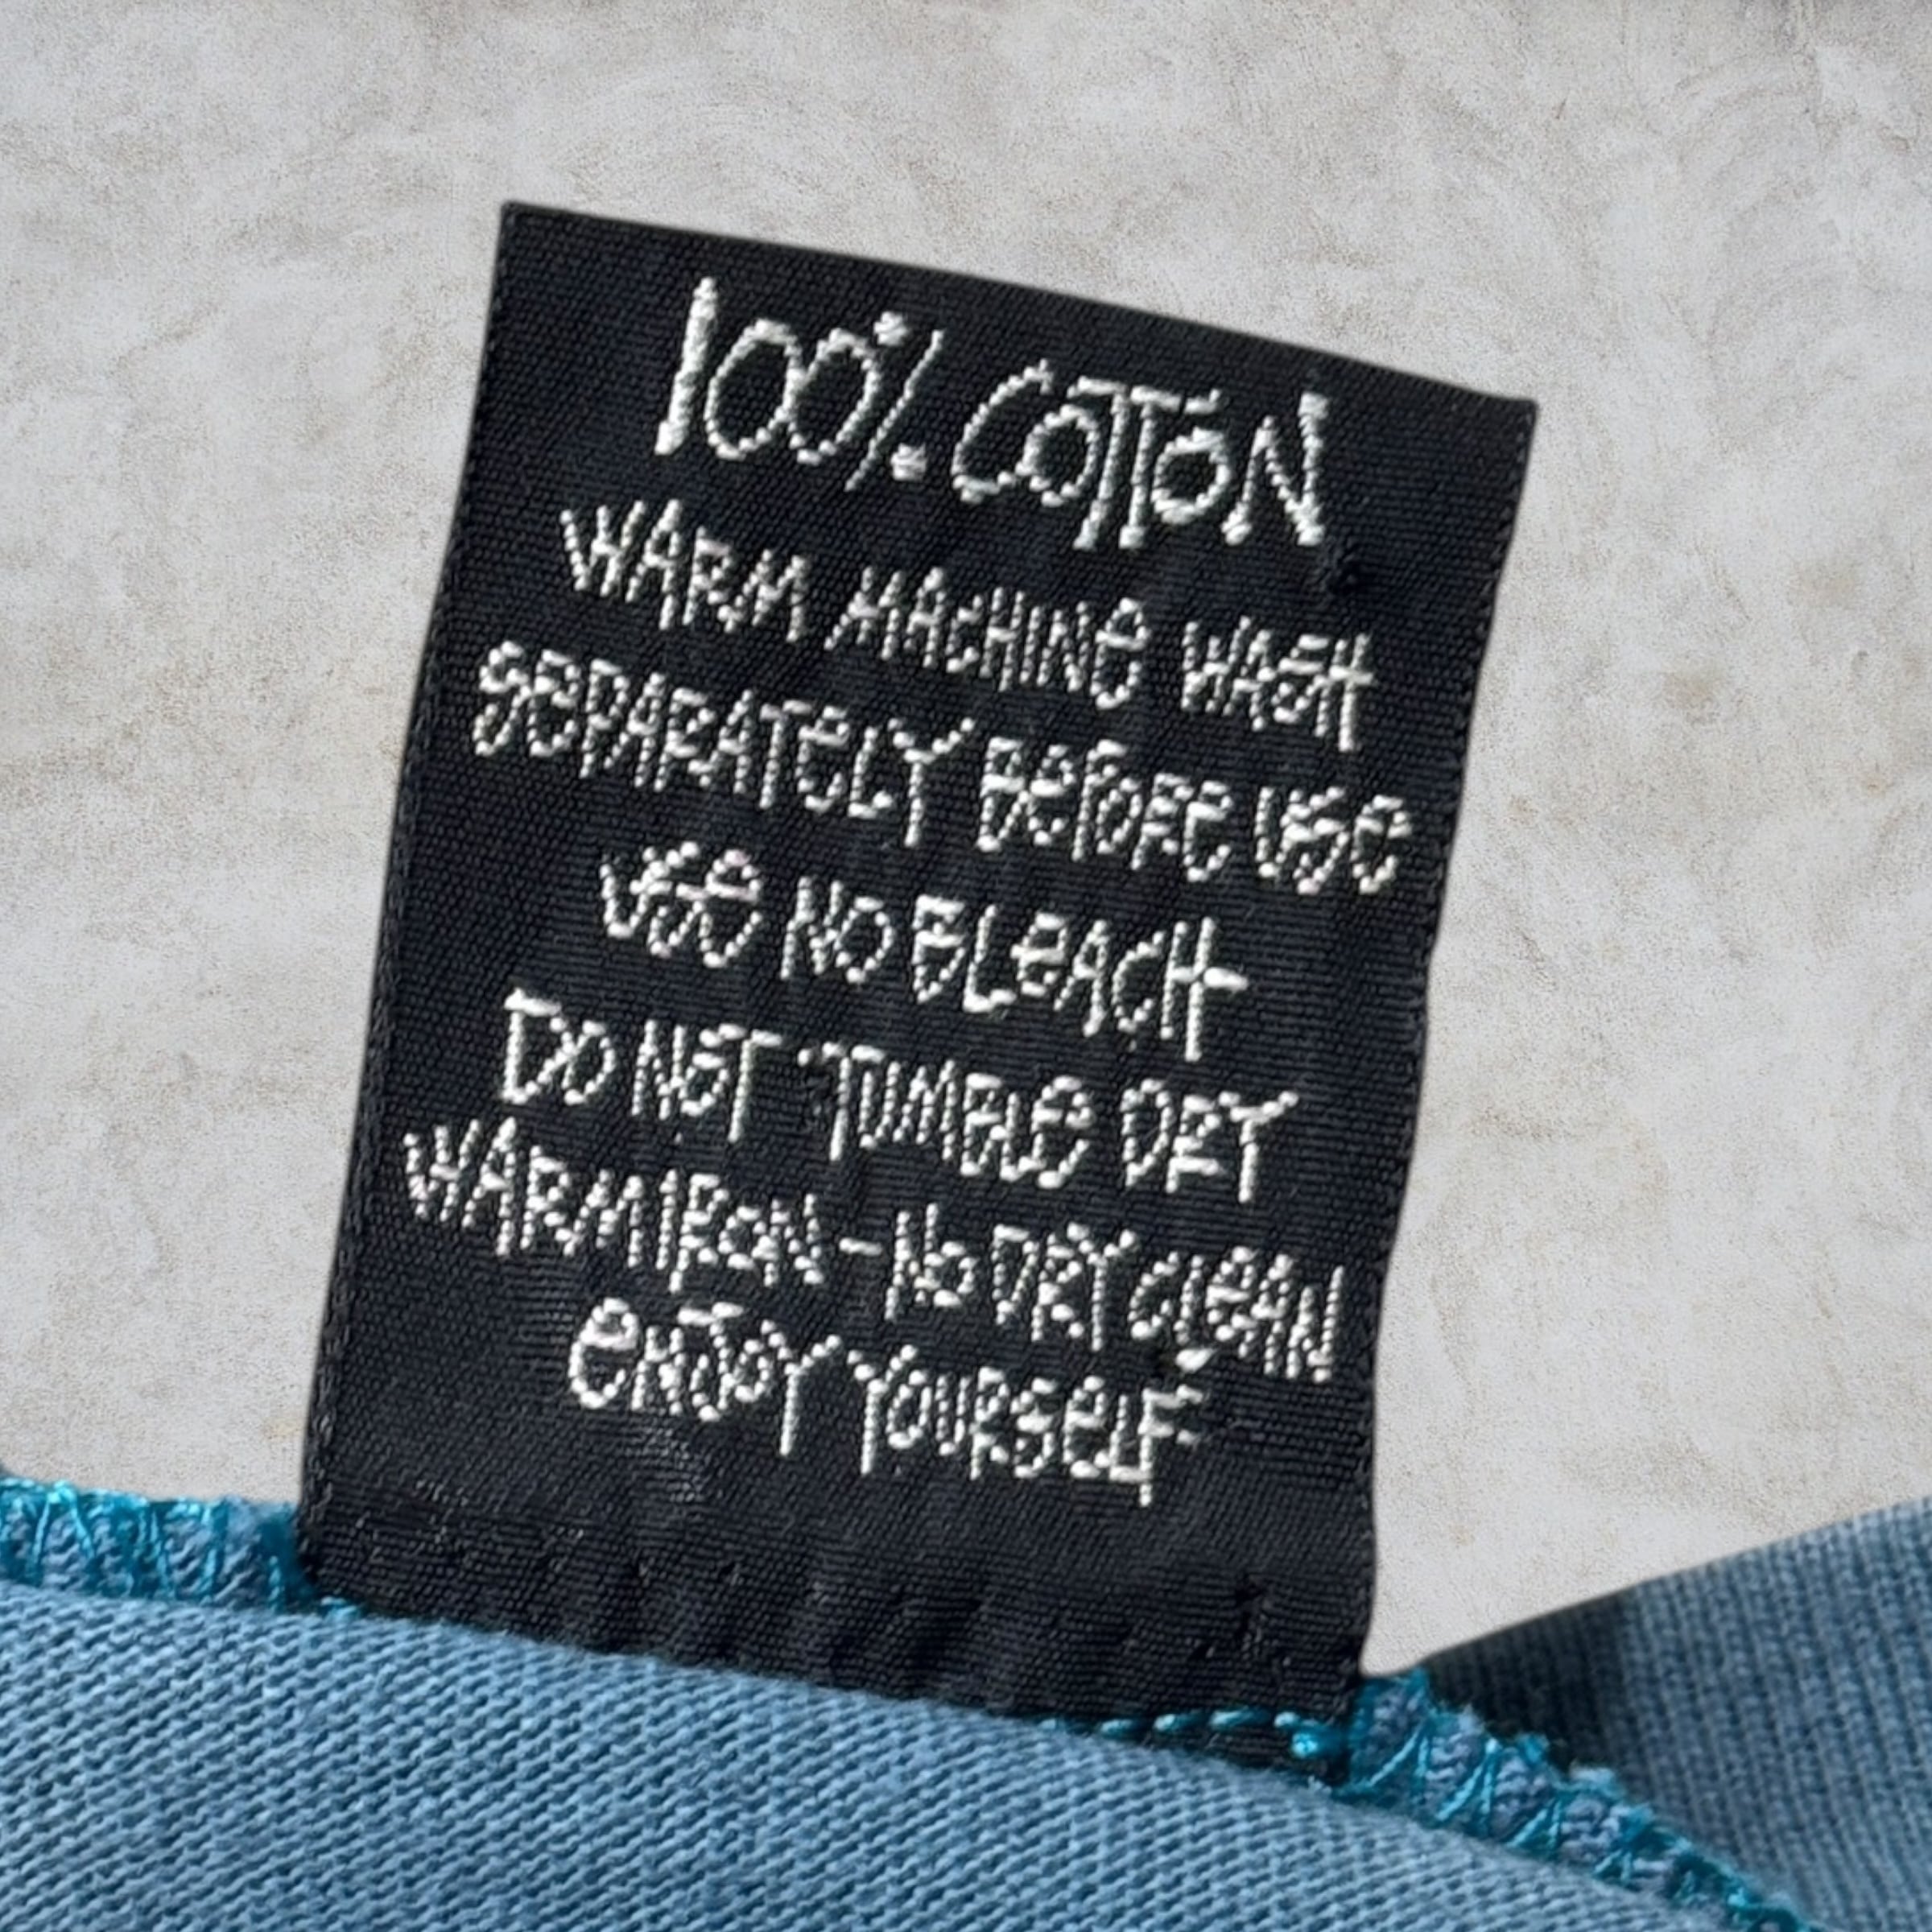 100% COTTON
WARM MACHINE WASH
SEPARATELY BEFORE USE
USE NO BLEACH
DO NOT TUMBLE DRY
WARM IRON - NO DRY CLEAN
ENJOY YOURSELF